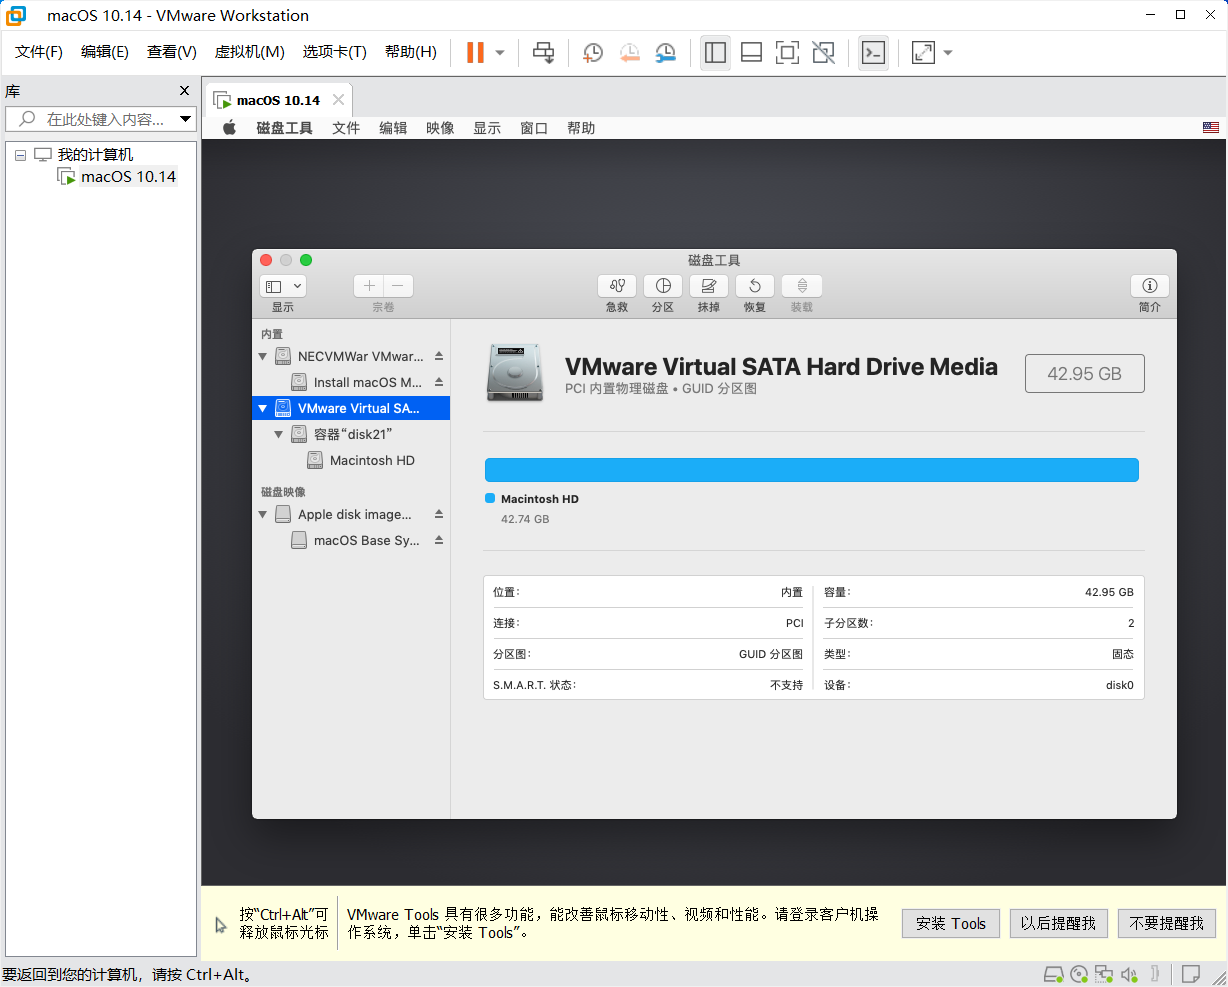 macOS 10.14 - VMware Workstation
文件(F) 编辑(E) 查看(V) 虚拟机(M) 选项卡(T) 帮助(H)
库
在此处键入内容...
我的计算机
macOS 10.14
macOS 10.14
磁盘工具 文件 编辑 映像 显示 窗口 帮助
磁盘工具
显示 宗卷 急救 分区 抹掉 恢复 装载 简介
内置
NECVMWar VMwar...
Install macOS M...
VMware Virtual SA...
容器“disk21”
Macintosh HD
磁盘映像
Apple disk image...
macOS Base Sy...
VMware Virtual SATA Hard Drive Media
PCI 内置物理磁盘 • GUID 分区图
42.95 GB
Macintosh HD
42.74 GB
位置： 内置
容量： 42.95 GB
连接： PCI
子分区数： 2
分区图： GUID 分区图
类型： 固态
S.M.A.R.T. 状态： 不支持
设备： disk0
按“Ctrl+Alt”可
释放鼠标光标
VMware Tools 具有很多功能，能改善鼠标移动性、视频和性能。请登录客户机操
作系统，单击“安装 Tools”。
安装 Tools 以后提醒我 不要提醒我
要返回到您的计算机，请按 Ctrl+Alt。